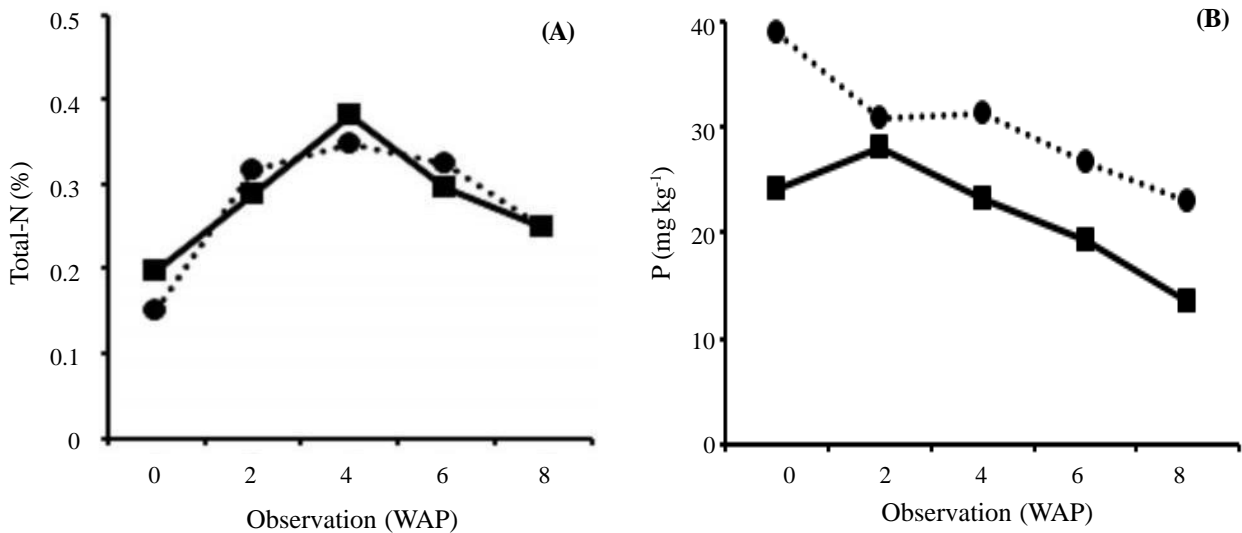 (A)
0.5
0.4
0.3
0.2
0.1
0
Total-N (%)
0 2 4 6 8
Observation (WAP)
(B)
40
30
20
10
0
P (mg kg⁻¹)
0 2 4 6 8
Observation (WAP)